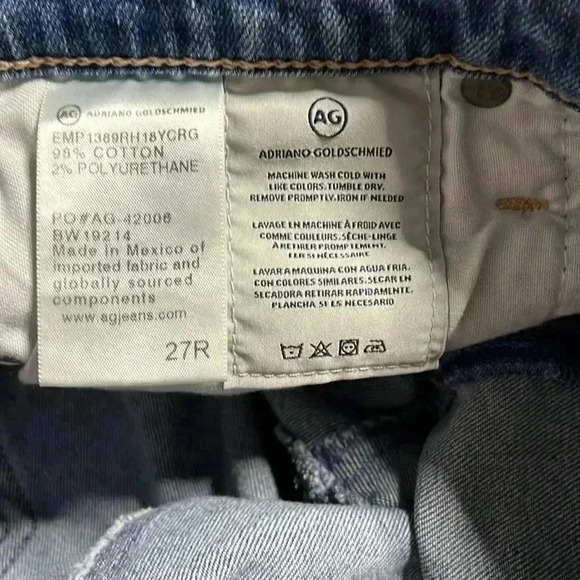 AG ADRIANO GOLDSCHMIED
EMP1389RH18YCRG
98% COTTON
2% POLYURETHANE
PO#AG-42006
BW19214
Made in Mexico of
imported fabric and
globally sourced
components
www.agjeans.com
27R
AG
ADRIANO GOLDSCHMIED
MACHINE WASH COLD WITH
LIKE COLORS. TUMBLE DRY.
REMOVE PROMPTLY. IRON IF NEEDED
LAVAGE EN MACHINE À FROID AVEC
COMME COULEURS. SÈCHE-LINGE
À RETIRER PROMPTEMENT.
FER SI NÉCESSAIRE
LAVAR A MAQUINA CON AGUA FRIA.
CON COLORES SIMILARES. SECAR EN
SECADORA RETIRAR RAPIDAMENTE.
PLANCHA SI ES NECESARIO